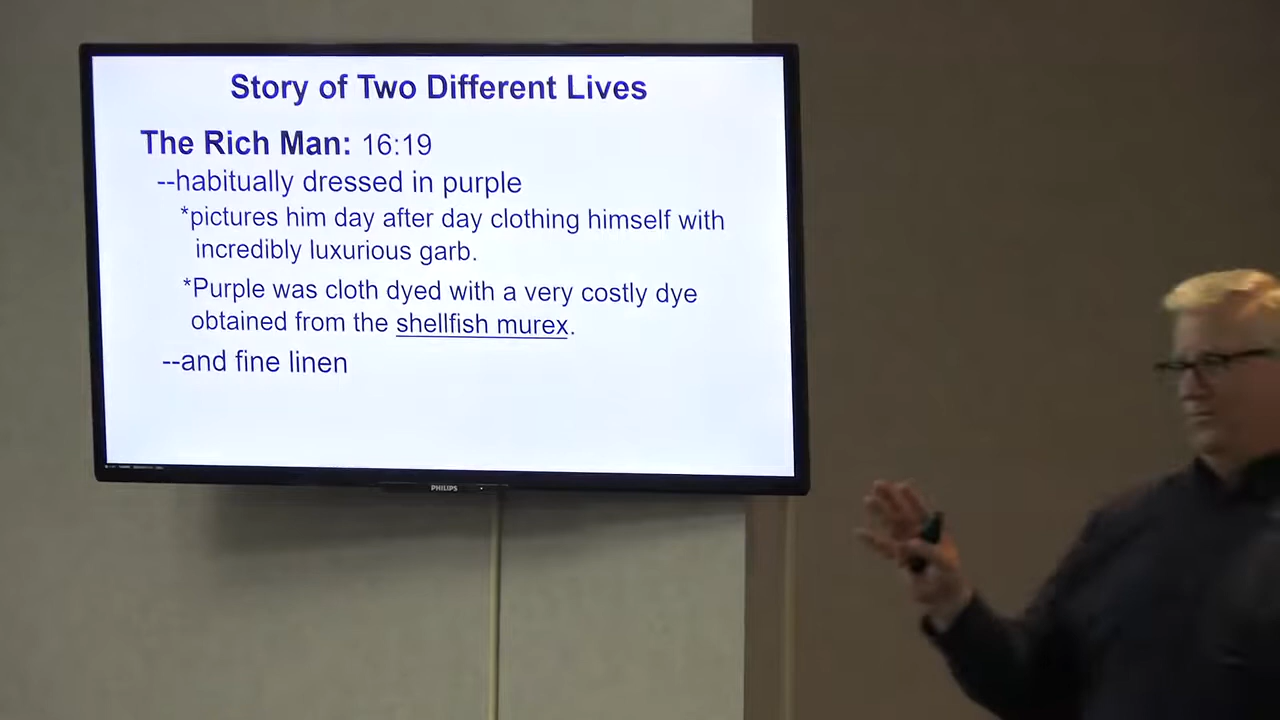 Story of Two Different Lives
The Rich Man: 16:19
--habitually dressed in purple
*pictures him day after day clothing himself with
incredibly luxurious garb.
*Purple was cloth dyed with a very costly dye
obtained from the shellfish murex.
--and fine linen
PHILIPS